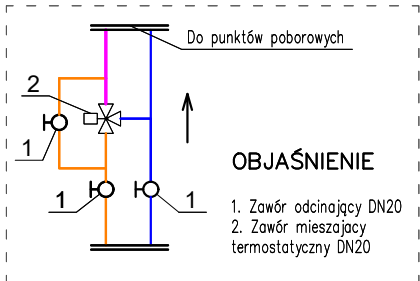 Do punktów poborowych
2
1
1
1
OBJAŚNIENIE
1. Zawór odcinający DN20
2. Zawór mieszajacy
termostatyczny DN20